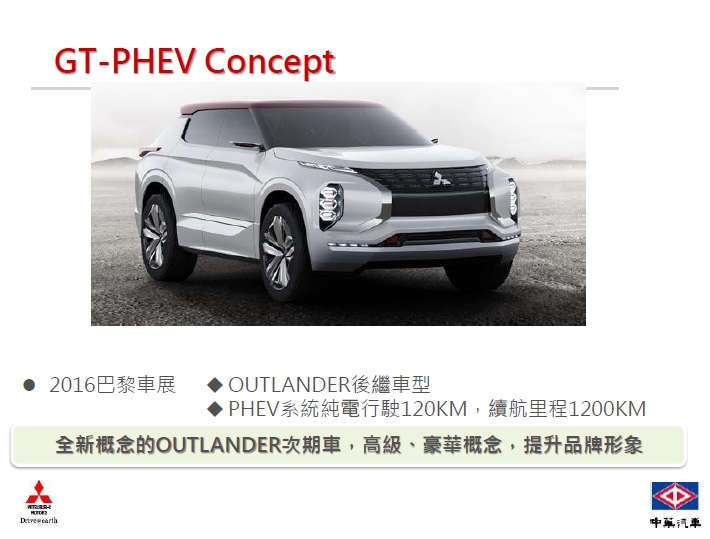 GT-PHEV Concept
● 2016巴黎車展 ◆ OUTLANDER後繼車型
◆ PHEV系統純電行駛120KM，續航里程1200KM
全新概念的OUTLANDER次期車，高級、豪華概念，提升品牌形象
MITSUBISHI
MOTORS
Drive@earth
中華汽車